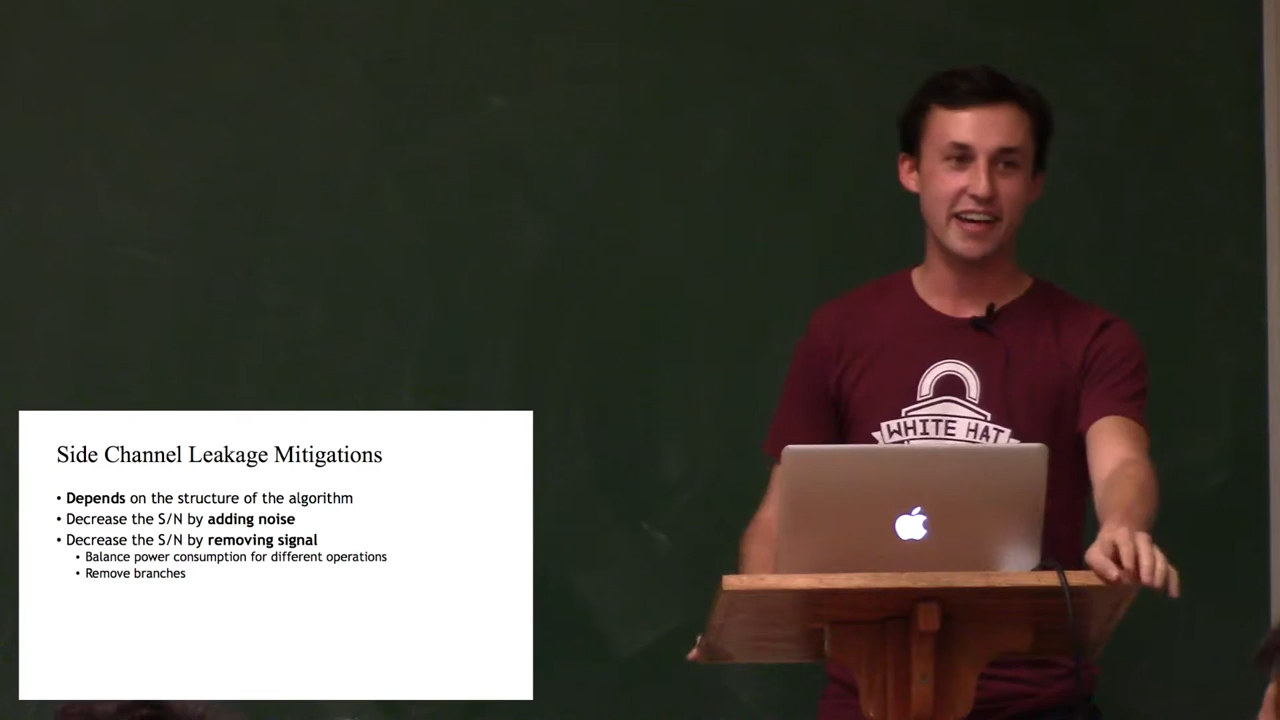 Side Channel Leakage Mitigations
• Depends on the structure of the algorithm
• Decrease the S/N by adding noise
• Decrease the S/N by removing signal
• Balance power consumption for different operations
• Remove branches
WHITE HAT